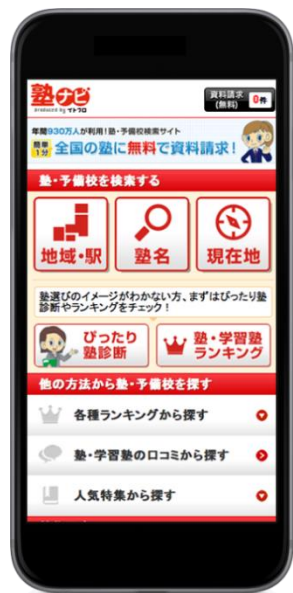 塾ナビ
produced by イトクロ
資料請求
(無料)
0件
年間930万人が利用!塾・予備校検索サイト
簡単
1分
全国の塾に無料で資料請求!
塾・予備校を検索する
地域・駅
塾名
現在地
塾選びのイメージがわかない方、まずはぴったり塾
診断やランキングをチェック!
ぴったり
塾診断
塾・学習塾
ランキング
他の方法から塾・予備校を探す
各種ランキングから探す
塾・学習塾の口コミから探す
人気特集から探す